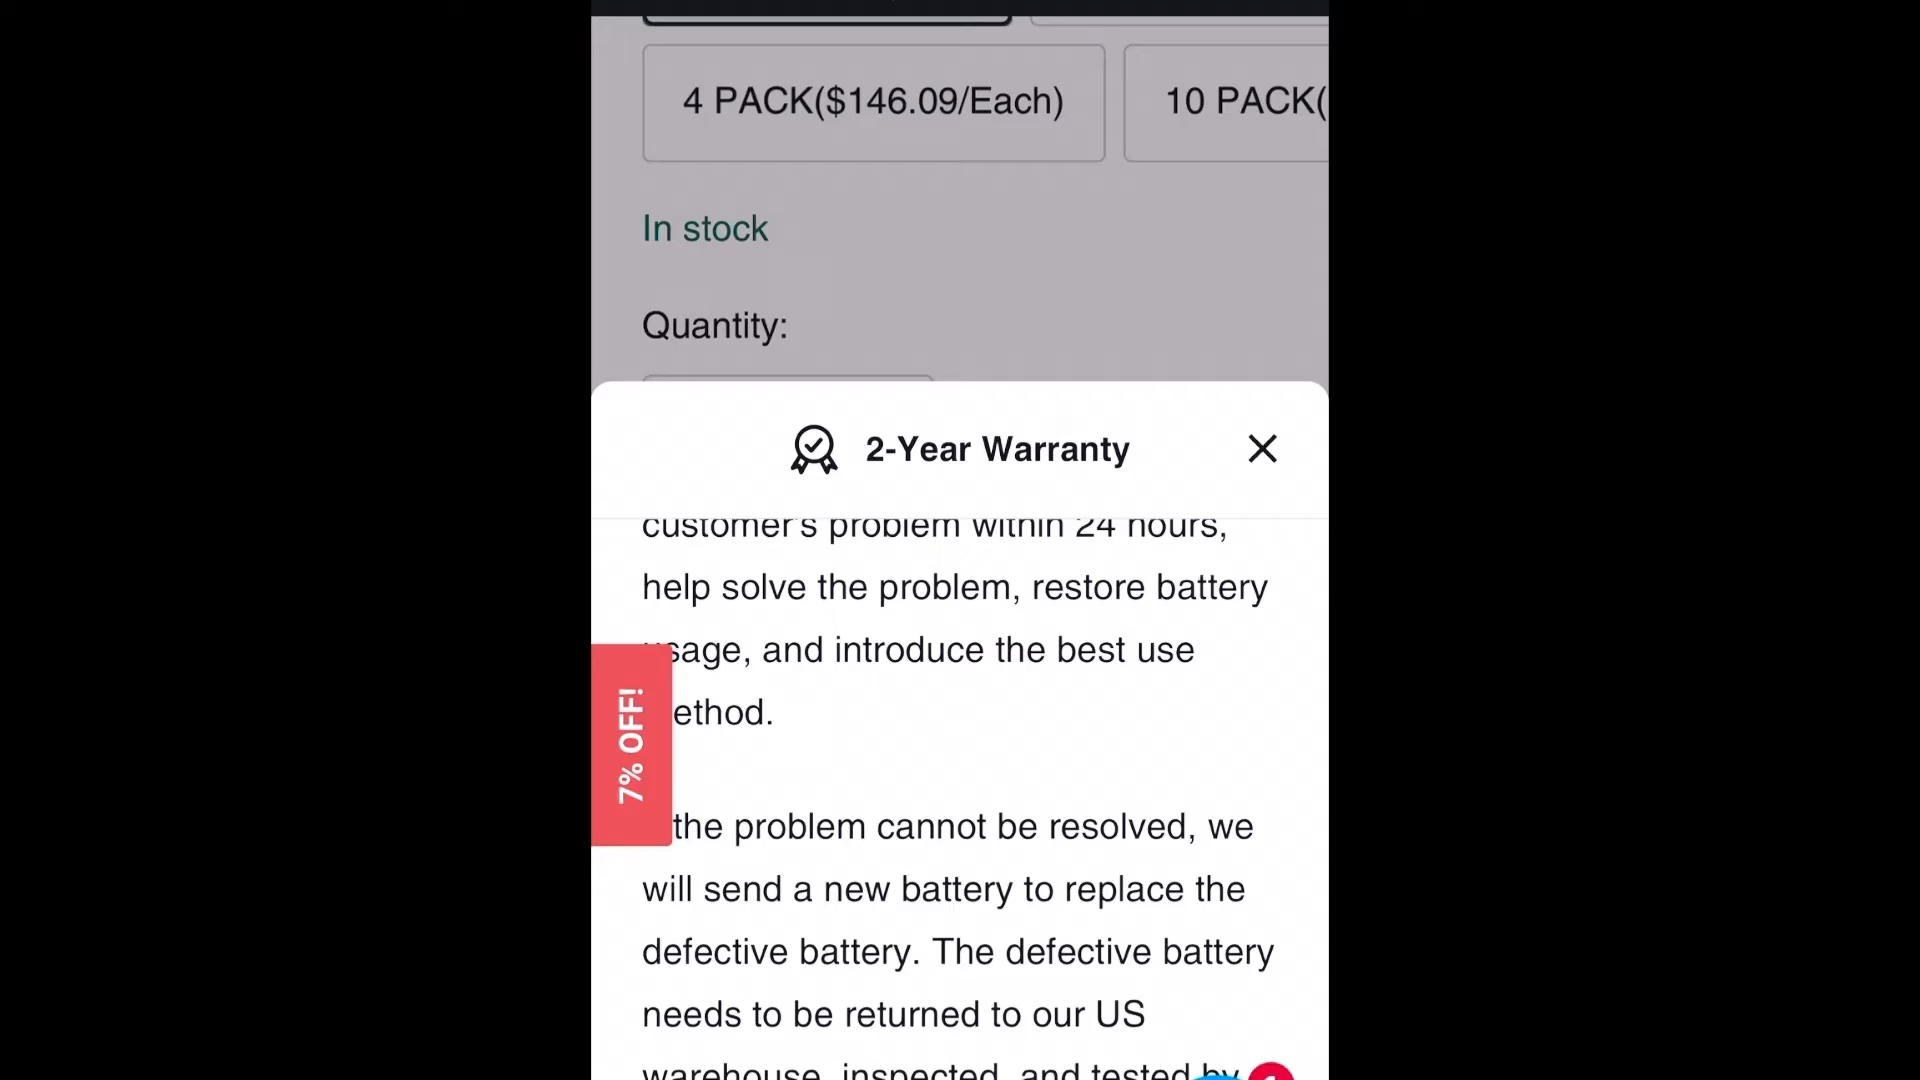 4 PACK($146.09/Each)
10 PACK(
In stock
Quantity:
2-Year Warranty
customer's problem within 24 hours,
help solve the problem, restore battery
usage, and introduce the best use
ethod.
7% OFF!
the problem cannot be resolved, we
will send a new battery to replace the
defective battery. The defective battery
needs to be returned to our US
warehouse, inspected, and tested by